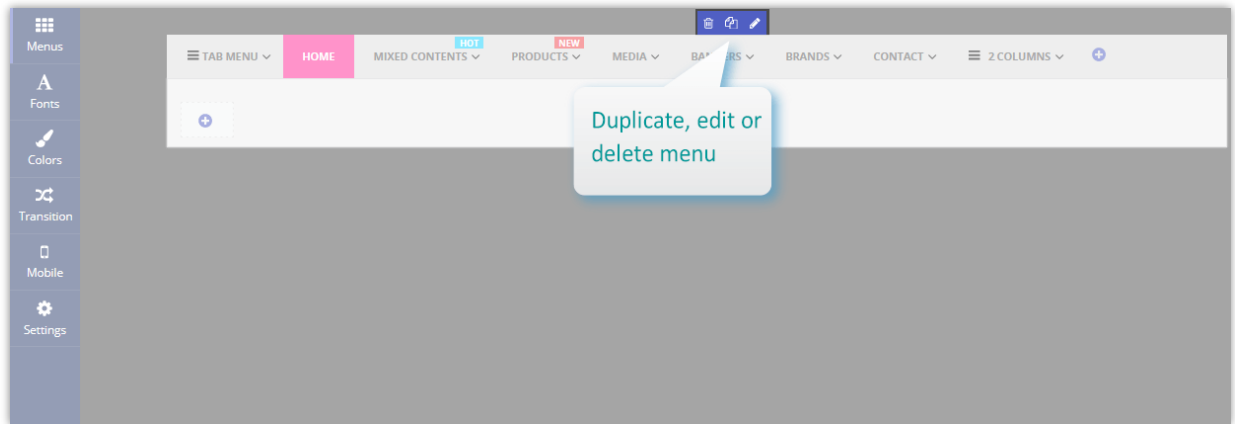 Menus
Fonts
Colors
Transition
Mobile
Settings
HOT
NEW
TAB MENU
HOME
MIXED CONTENTS
PRODUCTS
MEDIA
BRANDS
CONTACT
2 COLUMNS
Duplicate, edit or
delete menu